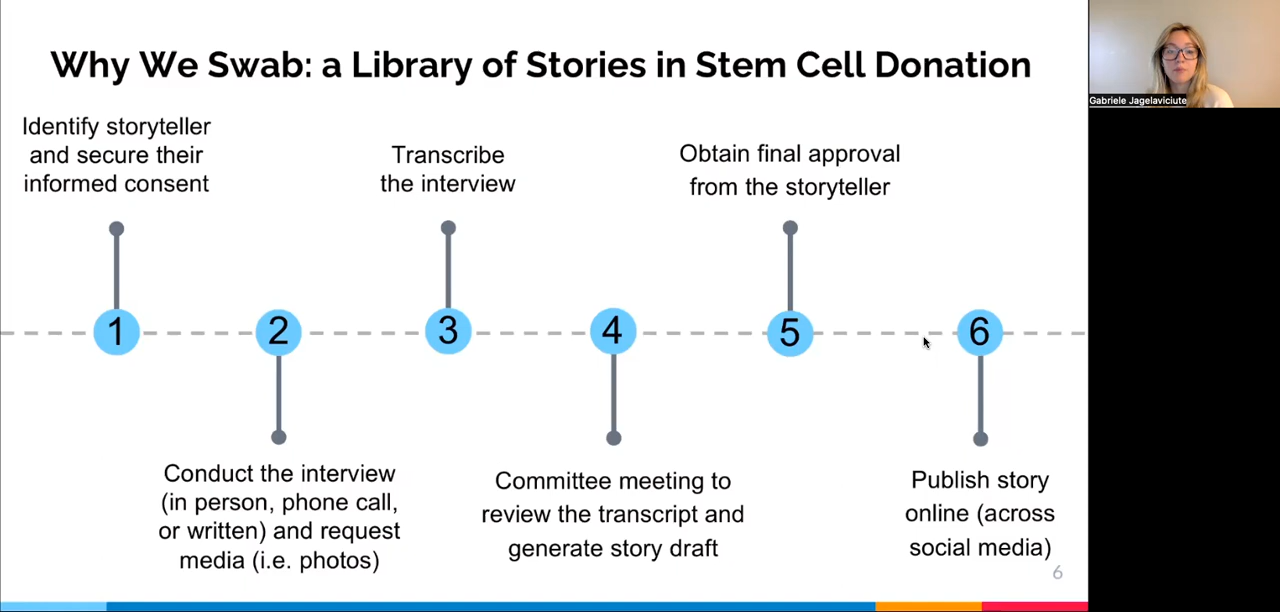 Why We Swab: a Library of Stories in Stem Cell Donation
Gabriele Jagelaviciute
Identify storyteller
and secure their
informed consent
Transcribe
the interview
Obtain final approval
from the storyteller
1
2
3
4
5
6
Conduct the interview
(in person, phone call,
or written) and request
media (i.e. photos)
Committee meeting to
review the transcript and
generate story draft
Publish story
online (across
social media)
6